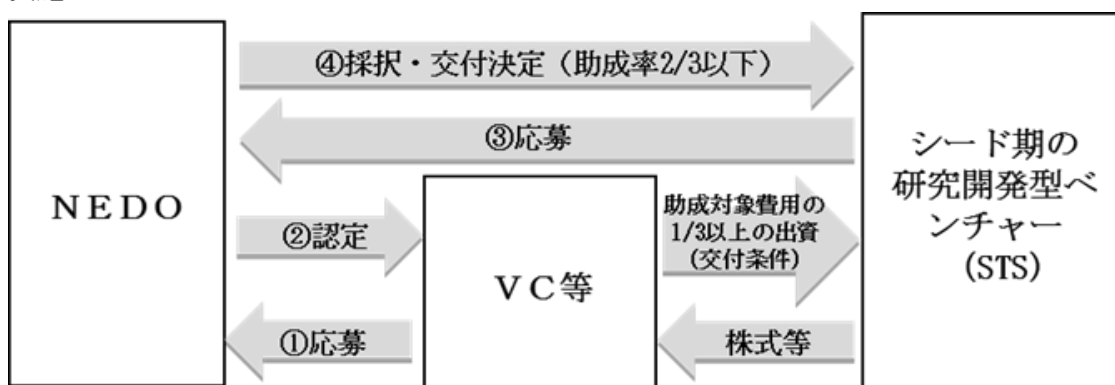 ④採択・交付決定（助成率2/3以下）
③応募
NEDO
②認定
①応募
VC等
助成対象費用の
1/3以上の出資
(交付条件)
株式等
シード期の
研究開発型ベ
ンチャー
(STS)